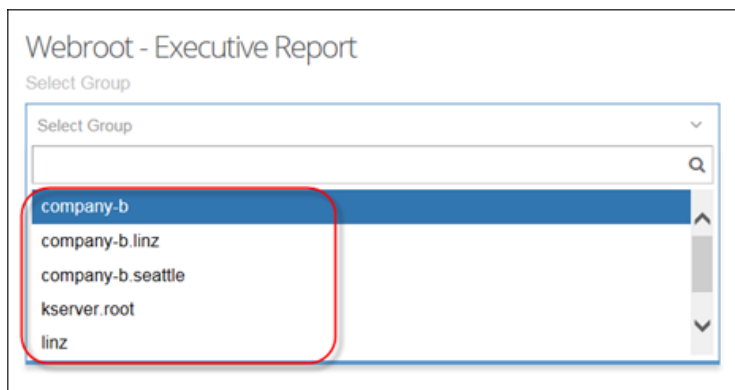 Webroot - Executive Report
Select Group
Select Group
company-b
company-b.linz
company-b.seattle
kserver.root
linz